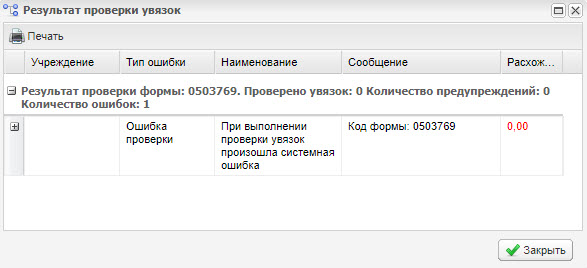 Результат проверки увязок
Печать
Учреждение Тип ошибки Наименование Сообщение Расхож...
Результат проверки формы: 0503769. Проверено увязок: 0 Количество предупреждений: 0
Количество ошибок: 1
Ошибка проверки При выполнении проверки увязок произошла системная ошибка Код формы: 0503769 0,00
Закрыть